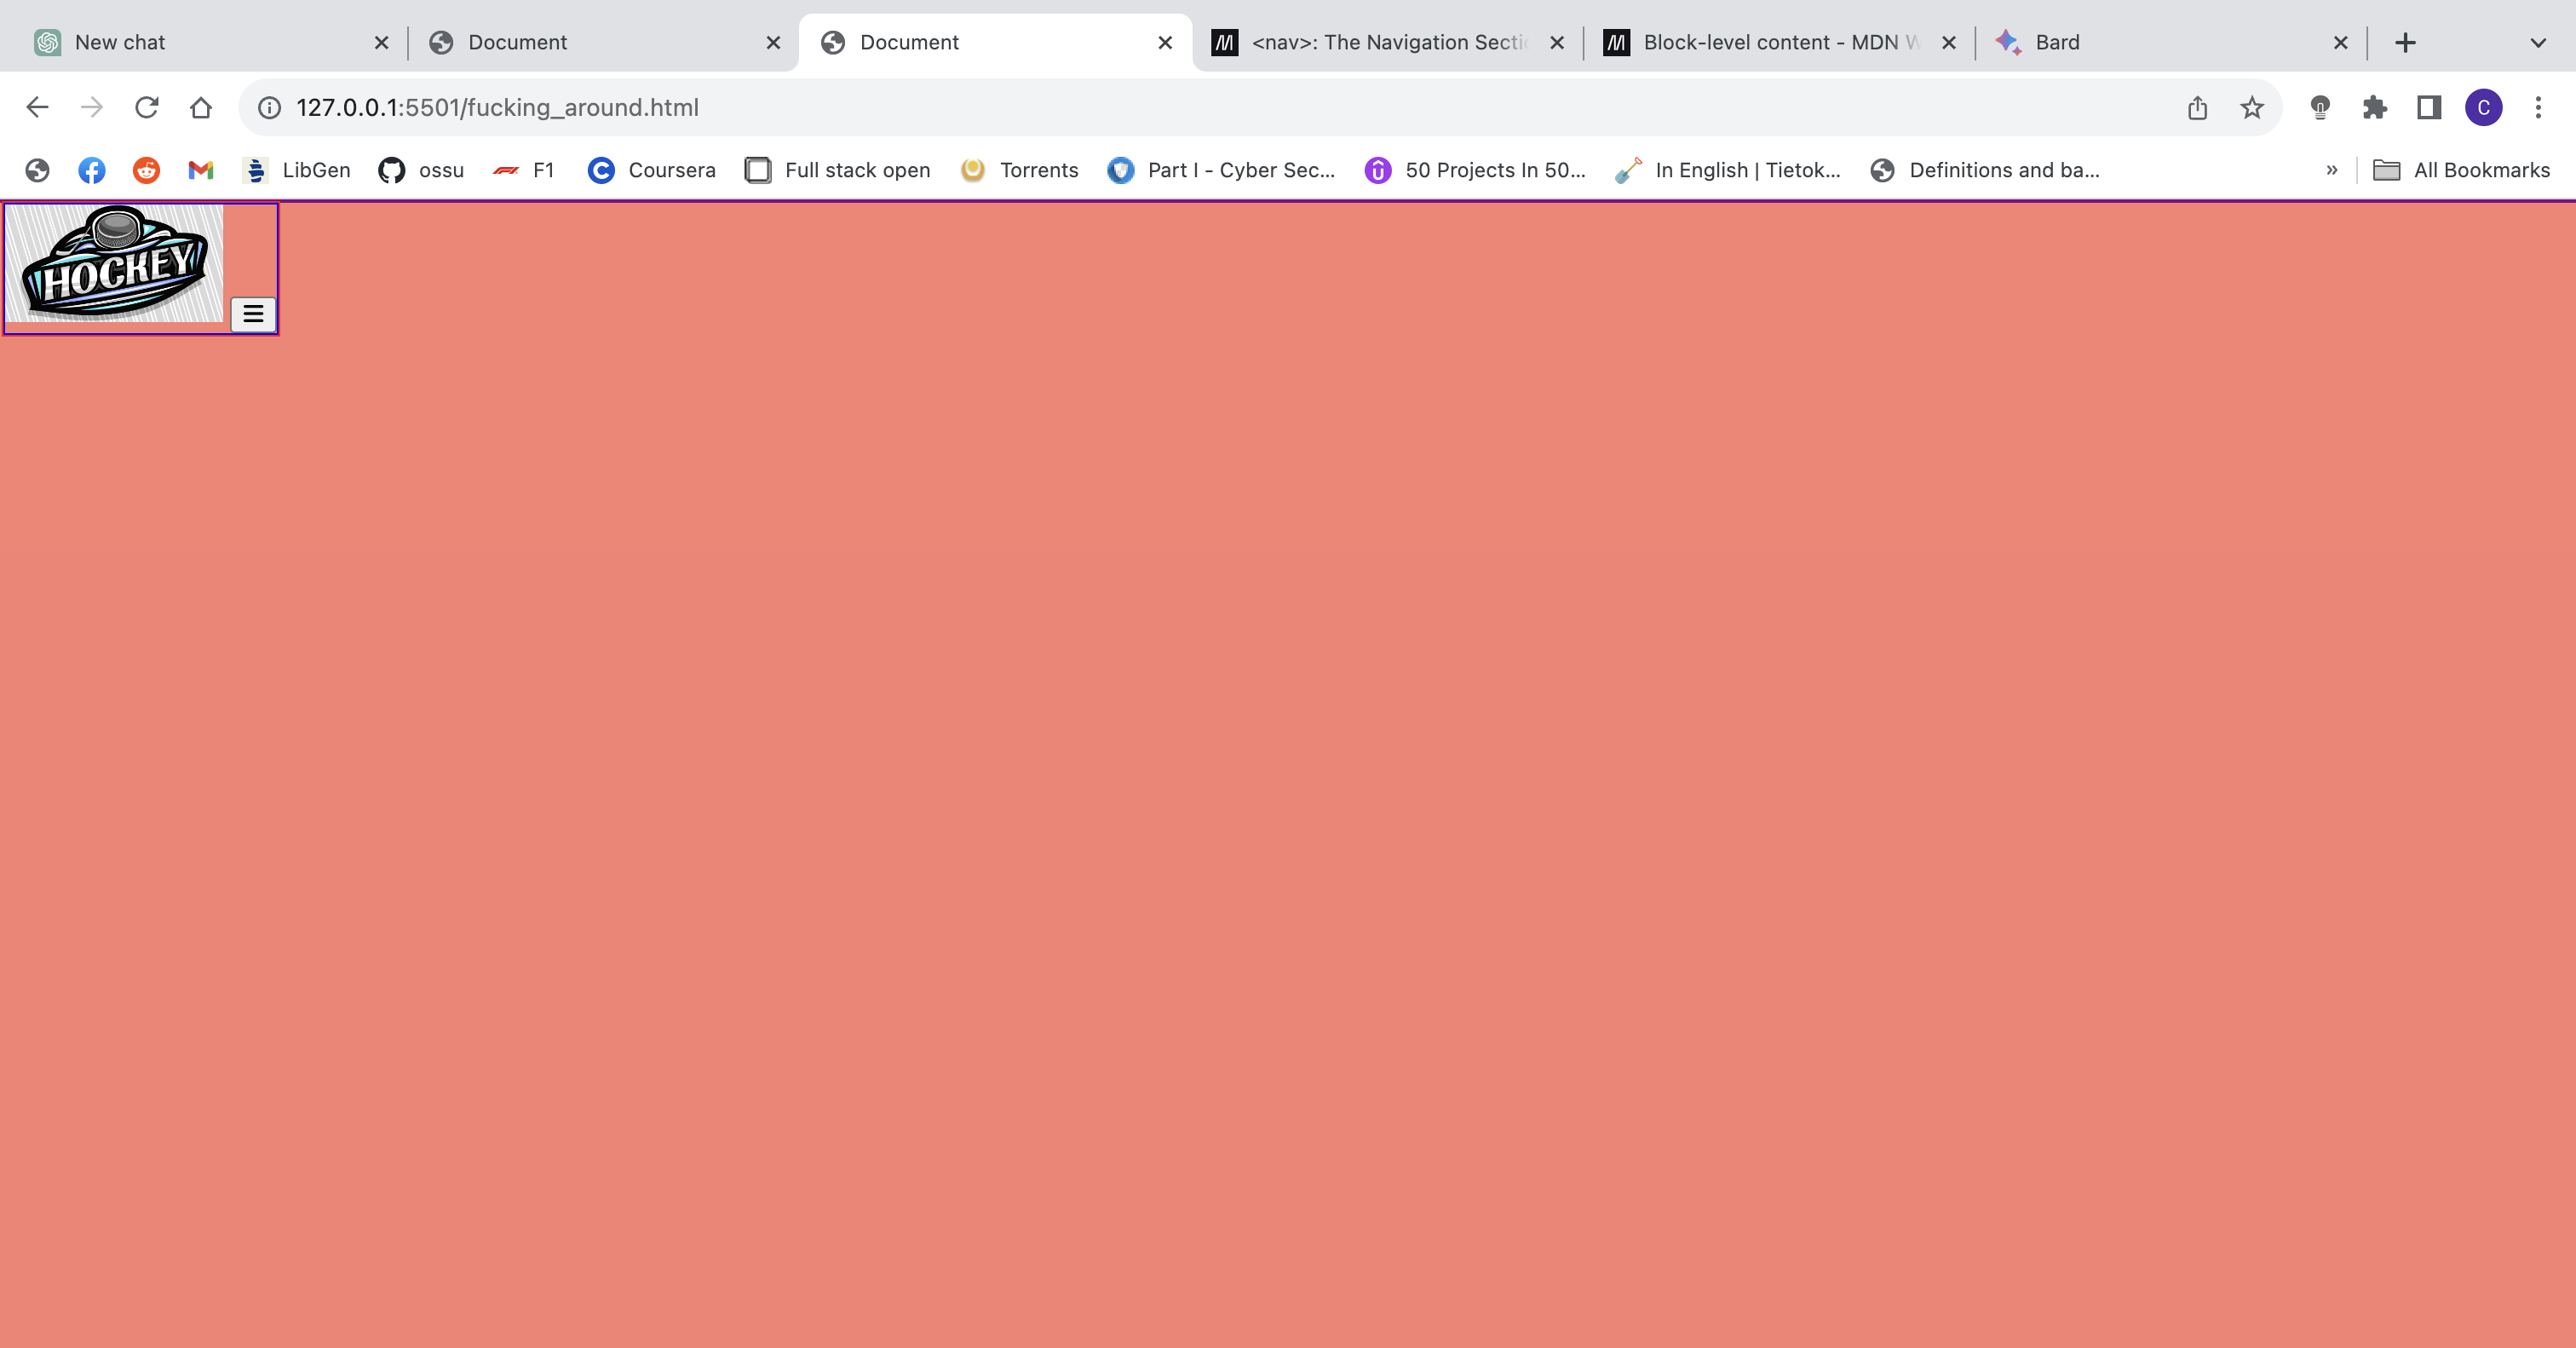 New chat
Document
Document
<nav>: The Navigation Secti
Block-level content - MDN W
Bard
127.0.0.1:5501/fucking_around.html
C
LibGen
ossu
F1
Coursera
Full stack open
Torrents
Part I - Cyber Sec...
50 Projects In 50...
In English | Tietok...
Definitions and ba...
»
All Bookmarks
HOCKEY